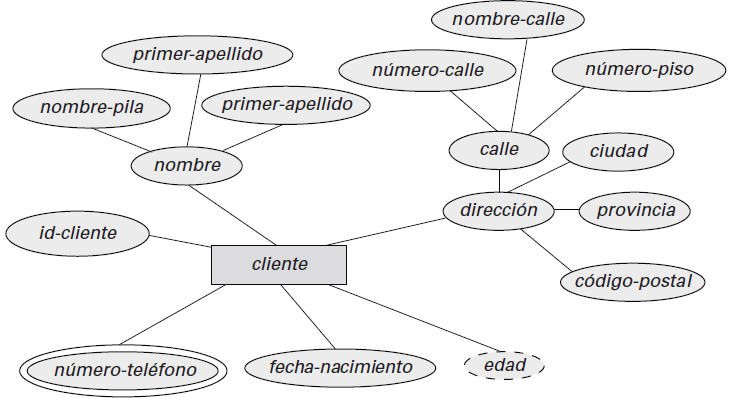 nombre-calle
primer-apellido
número-calle
número-piso
nombre-pila
primer-apellido
calle
ciudad
nombre
dirección
provincia
id-cliente
cliente
código-postal
número-teléfono
fecha-nacimiento
edad